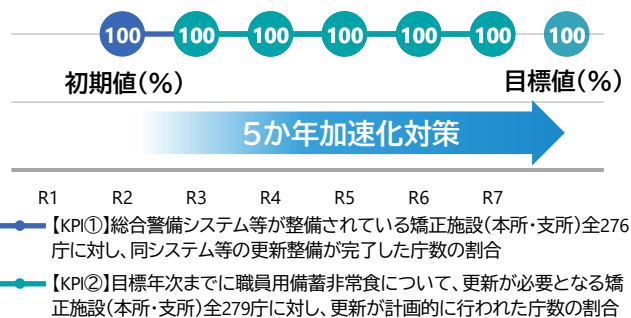 100 100 100 100 100 100 100
初期値(%) 目標値(%)
5か年加速化対策
R1 R2 R3 R4 R5 R6 R7
【KPI①】総合警備システム等が整備されている矯正施設(本所・支所)全276
庁に対し、同システム等の更新整備が完了した庁数の割合
【KPI②】目標年次までに職員用備蓄非常食について、更新が必要となる矯
正施設(本所・支所)全279庁に対し、更新が計画的に行われた庁数の割合